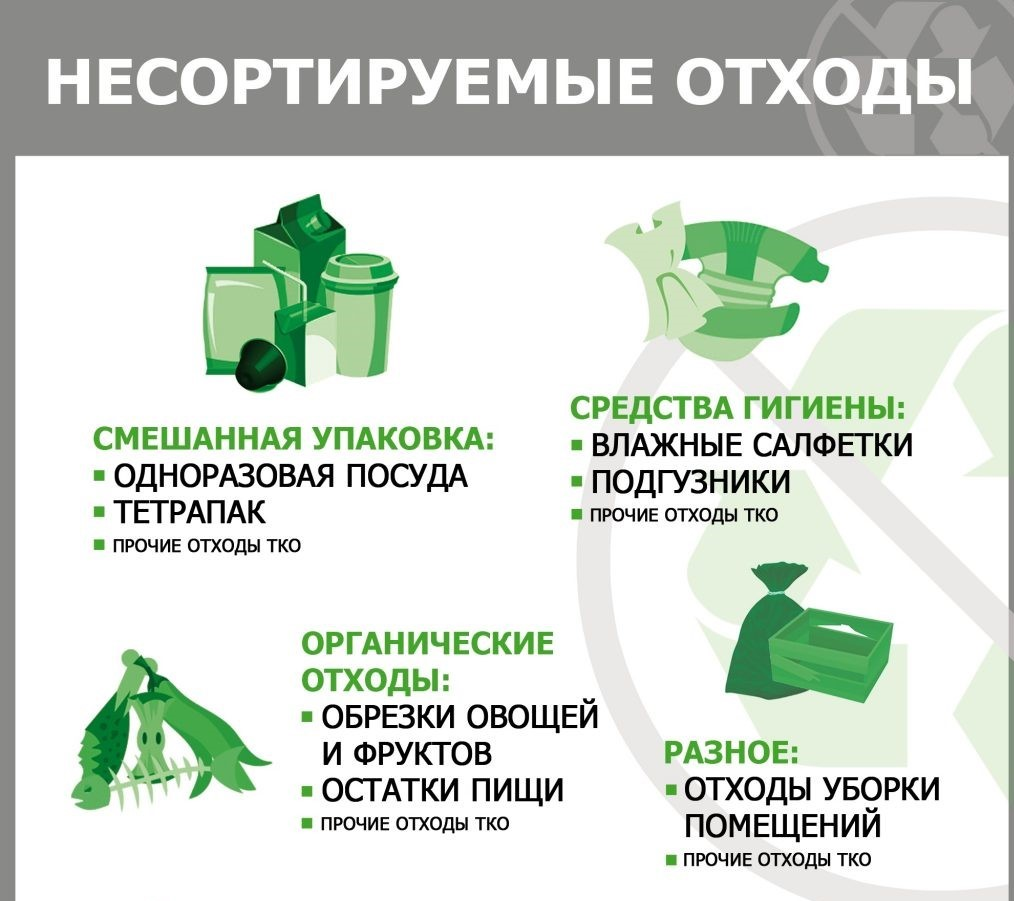 НЕСОРТИРУЕМЫЕ ОТХОДЫ
СМЕШАННАЯ УПАКОВКА:
▪ ОДНОРАЗОВАЯ ПОСУДА
▪ ТЕТРАПАК
▪ ПРОЧИЕ ОТХОДЫ ТКО
СРЕДСТВА ГИГИЕНЫ:
▪ ВЛАЖНЫЕ САЛФЕТКИ
▪ ПОДГУЗНИКИ
▪ ПРОЧИЕ ОТХОДЫ ТКО
ОРГАНИЧЕСКИЕ
ОТХОДЫ:
▪ ОБРЕЗКИ ОВОЩЕЙ
И ФРУКТОВ
▪ ОСТАТКИ ПИЩИ
▪ ПРОЧИЕ ОТХОДЫ ТКО
РАЗНОЕ:
▪ ОТХОДЫ УБОРКИ
ПОМЕЩЕНИЙ
▪ ПРОЧИЕ ОТХОДЫ ТКО